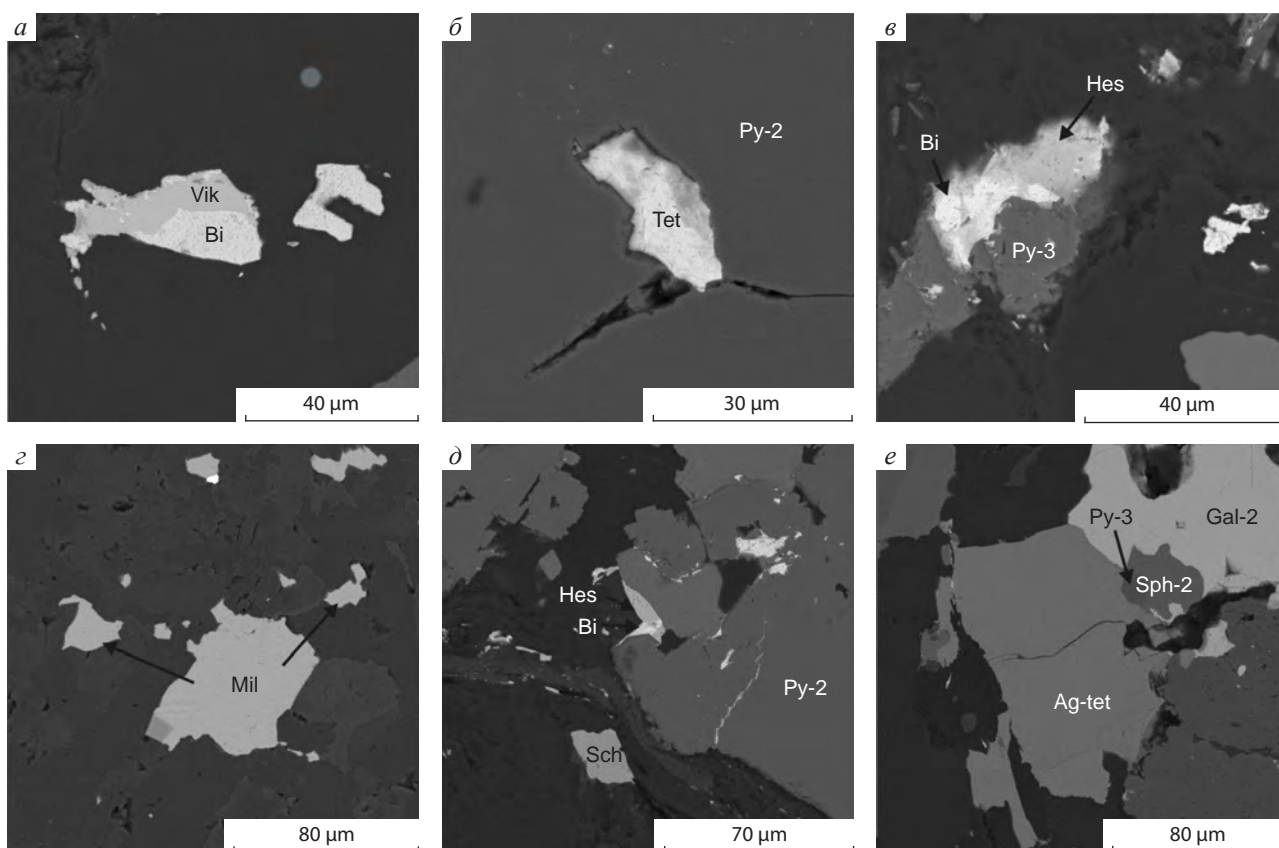 а
Vik
Bi
40 µm
б
Py-2
Tet
30 µm
в
Hes
Bi
Py-3
40 µm
г
Mil
80 µm
д
Hes
Bi
Py-2
Sch
70 µm
е
Py-3
Gal-2
Sph-2
Ag-tet
80 µm